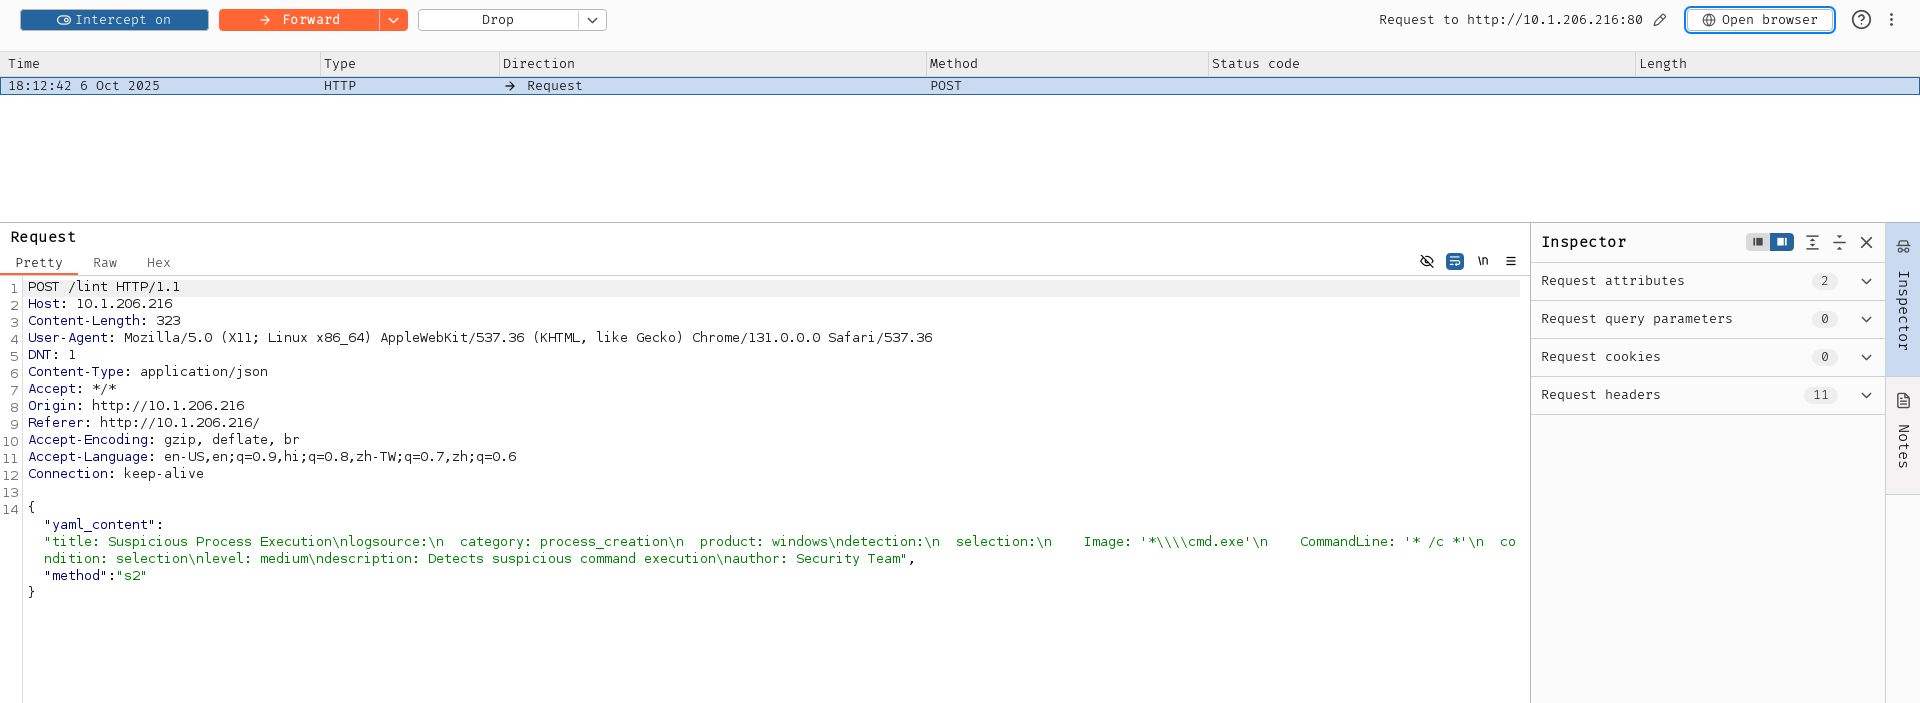 Intercept on
Forward
Drop
Request to http://10.1.206.216:80
Open browser
Time Type Direction Method Status code Length
18:12:42 6 Oct 2025 HTTP → Request POST
Request
Pretty Raw Hex
\n
1 POST /lint HTTP/1.1
2 Host: 10.1.206.216
3 Content-Length: 323
4 User-Agent: Mozilla/5.0 (X11; Linux x86_64) AppleWebKit/537.36 (KHTML, like Gecko) Chrome/131.0.0.0 Safari/537.36
5 DNT: 1
6 Content-Type: application/json
7 Accept: */*
8 Origin: http://10.1.206.216
9 Referer: http://10.1.206.216/
10 Accept-Encoding: gzip, deflate, br
11 Accept-Language: en-US,en;q=0.9,hi;q=0.8,zh-TW;q=0.7,zh;q=0.6
12 Connection: keep-alive
13
14 {
"yaml_content":
"title: Suspicious Process Execution\nlogsource:\n  category: process_creation\n  product: windows\ndetection:\n  selection:\n    Image: '*\\\\cmd.exe'\n    CommandLine: '* /c *'\n  co
ndition: selection\nlevel: medium\ndescription: Detects suspicious command execution\nauthor: Security Team",
"method":"s2"
}
Inspector
Request attributes 2
Request query parameters 0
Request cookies 0
Request headers 11
Inspector
Notes